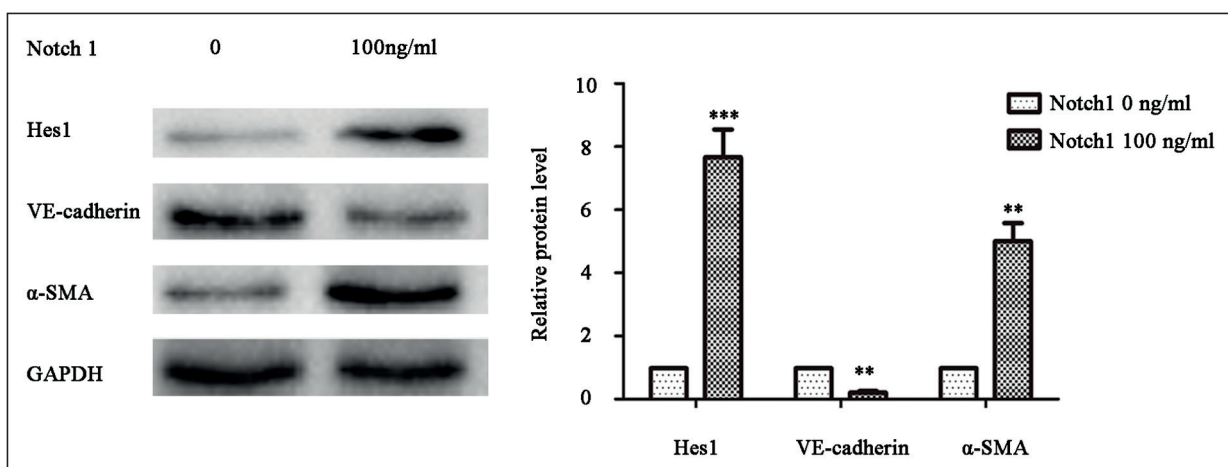 Notch 1 0 100ng/ml
Hes1
VE-cadherin
α-SMA
GAPDH
Relative protein level
10
8
6
4
2
0
***
**
**
Hes1 VE-cadherin α-SMA
Notch1 0 ng/ml
Notch1 100 ng/ml